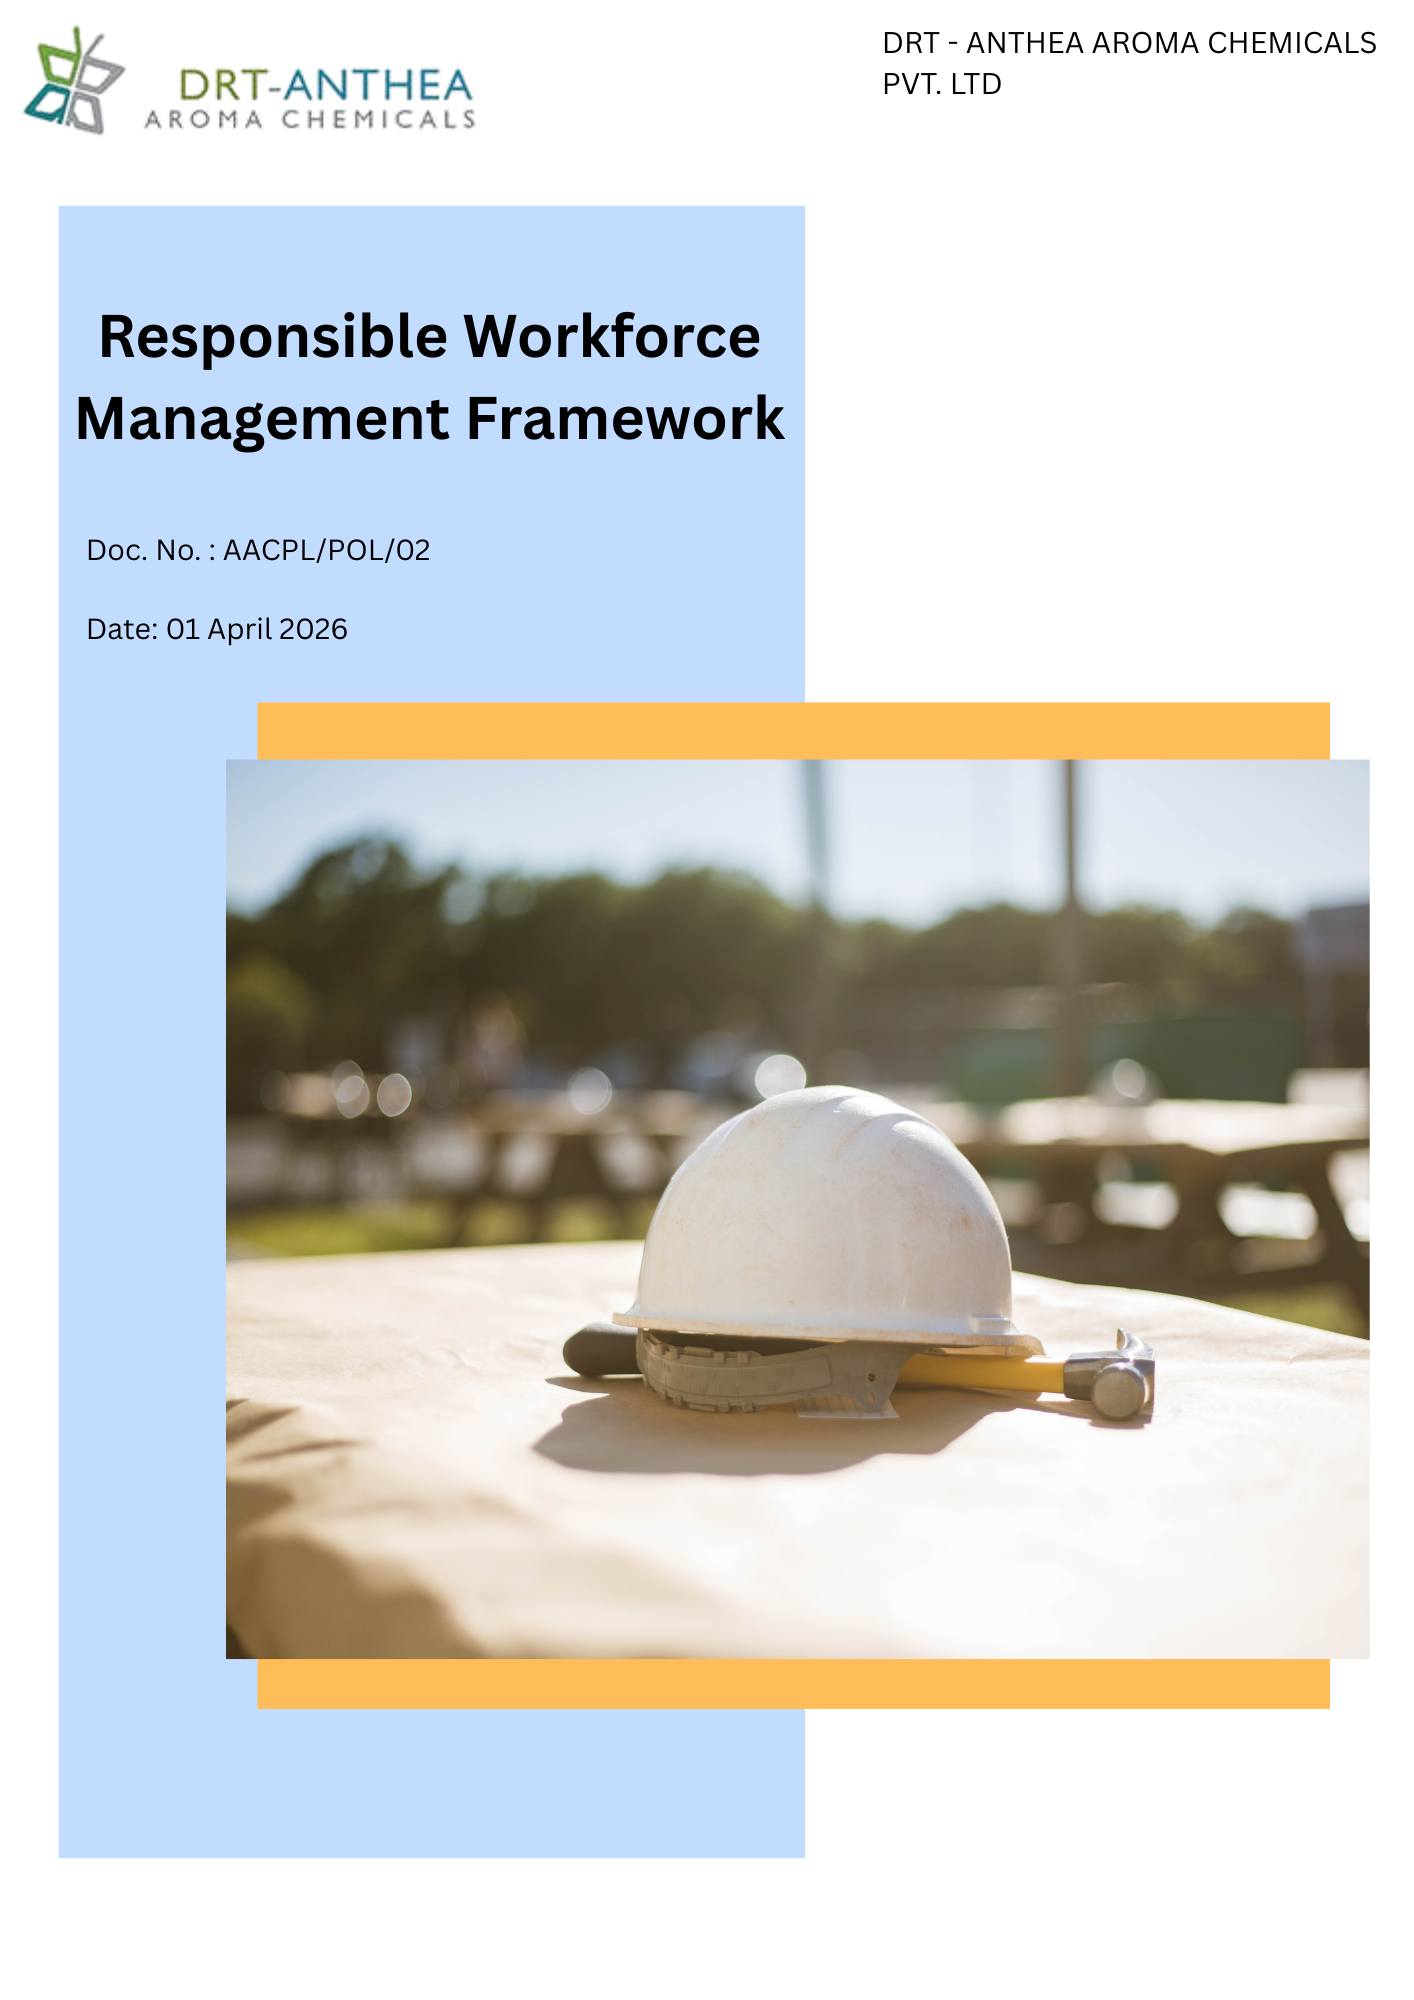 DRT-ANTHEA
AROMA CHEMICALS
DRT - ANTHEA AROMA CHEMICALS
PVT. LTD
Responsible Workforce
Management Framework
Doc. No. : AACPL/POL/02
Date: 01 April 2026